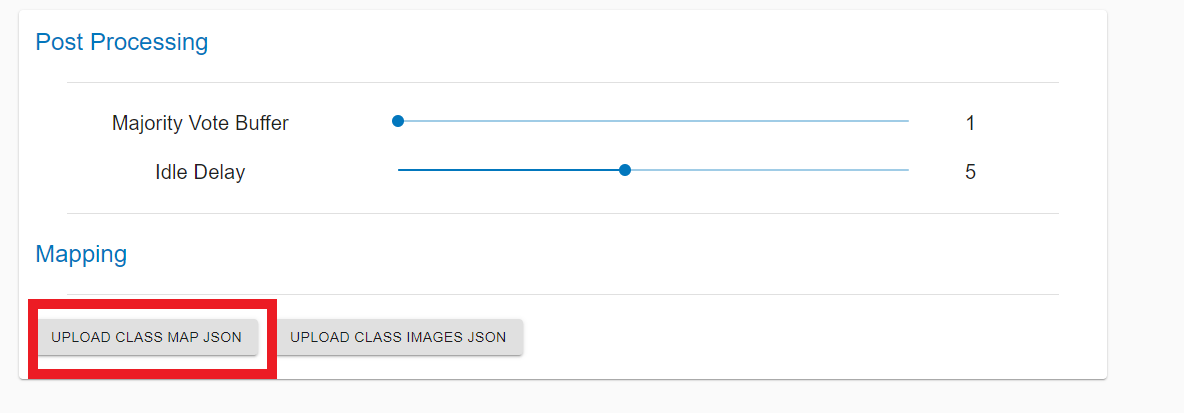 Post Processing
Majority Vote Buffer 1
Idle Delay 5
Mapping
UPLOAD CLASS MAP JSON UPLOAD CLASS IMAGES JSON